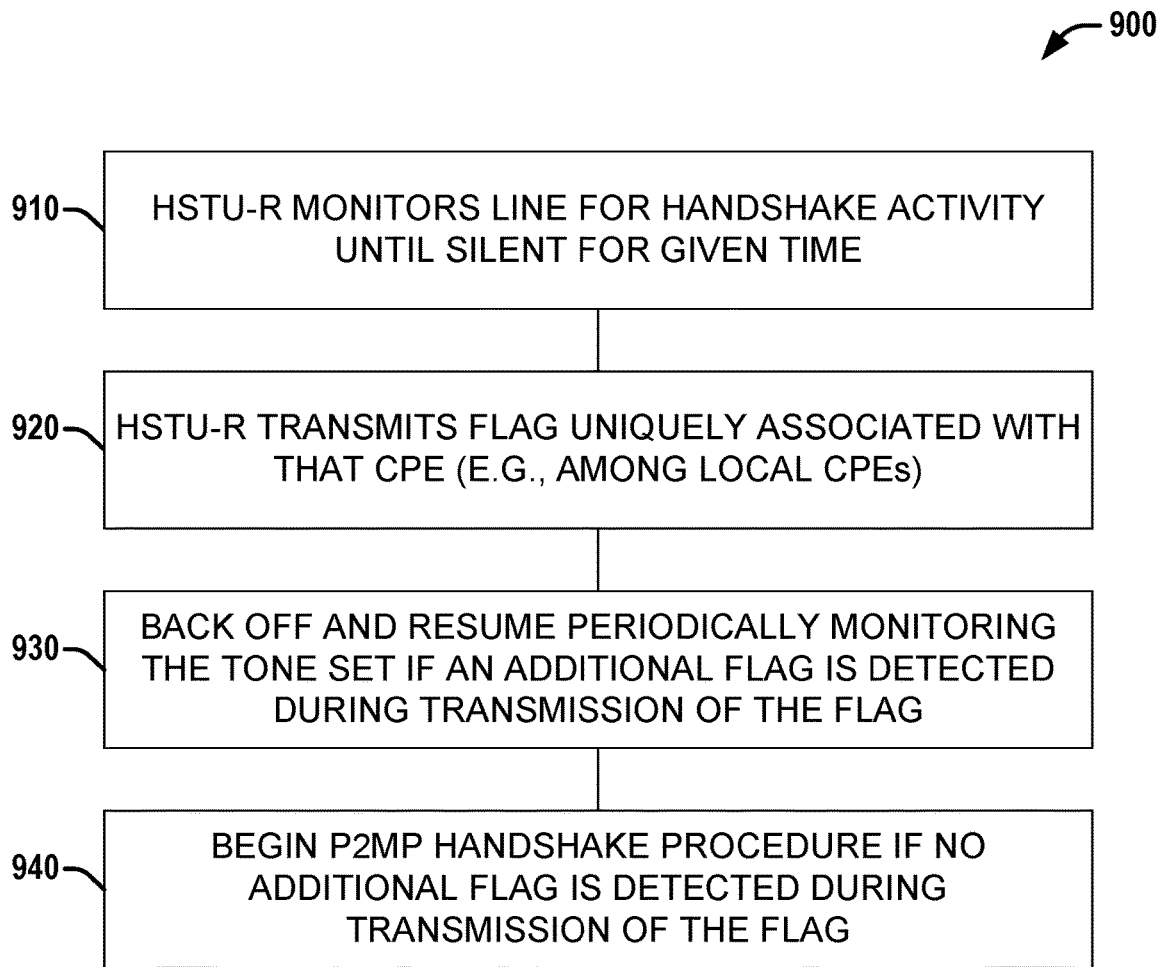 900
910
HSTU-R MONITORS LINE FOR HANDSHAKE ACTIVITY
UNTIL SILENT FOR GIVEN TIME
920
HSTU-R TRANSMITS FLAG UNIQUELY ASSOCIATED WITH
THAT CPE (E.G., AMONG LOCAL CPEs)
930
BACK OFF AND RESUME PERIODICALLY MONITORING
THE TONE SET IF AN ADDITIONAL FLAG IS DETECTED
DURING TRANSMISSION OF THE FLAG
940
BEGIN P2MP HANDSHAKE PROCEDURE IF NO
ADDITIONAL FLAG IS DETECTED DURING
TRANSMISSION OF THE FLAG